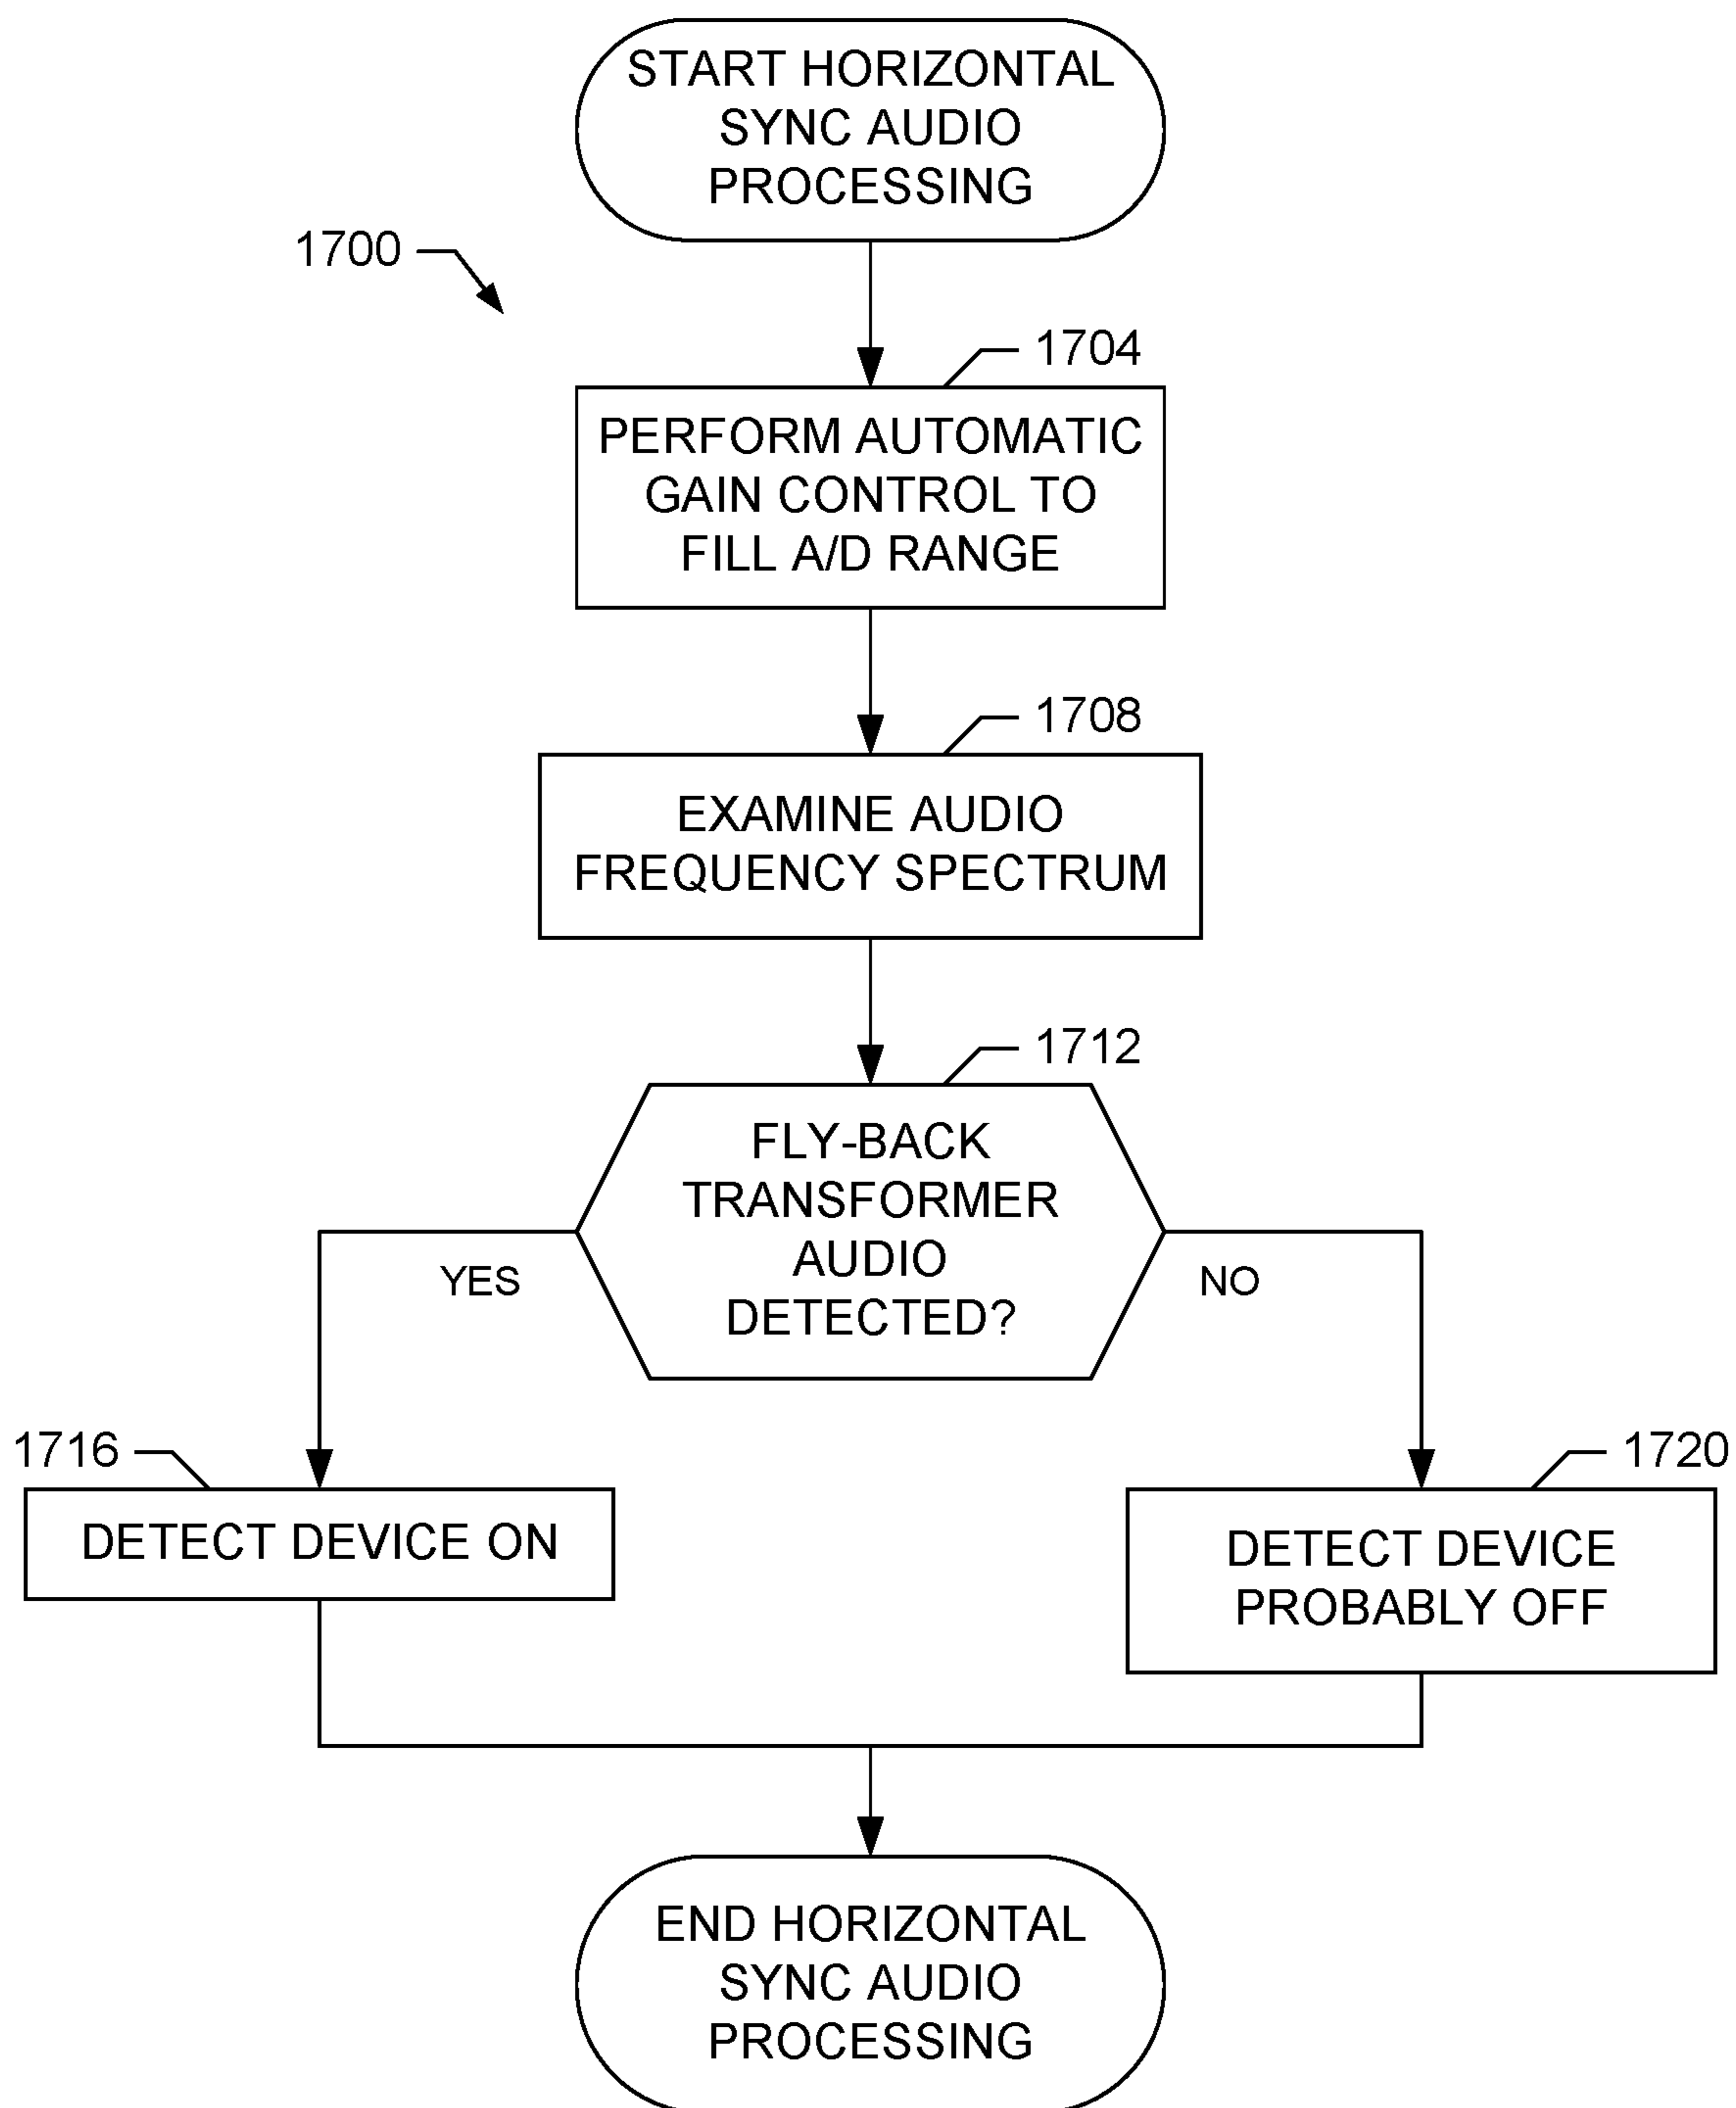 START HORIZONTAL
SYNC AUDIO
PROCESSING
1700
1704
PERFORM AUTOMATIC
GAIN CONTROL TO
FILL A/D RANGE
1708
EXAMINE AUDIO
FREQUENCY SPECTRUM
1712
FLY-BACK
TRANSFORMER
AUDIO
DETECTED?
YES
NO
1716
DETECT DEVICE ON
1720
DETECT DEVICE
PROBABLY OFF
END HORIZONTAL
SYNC AUDIO
PROCESSING